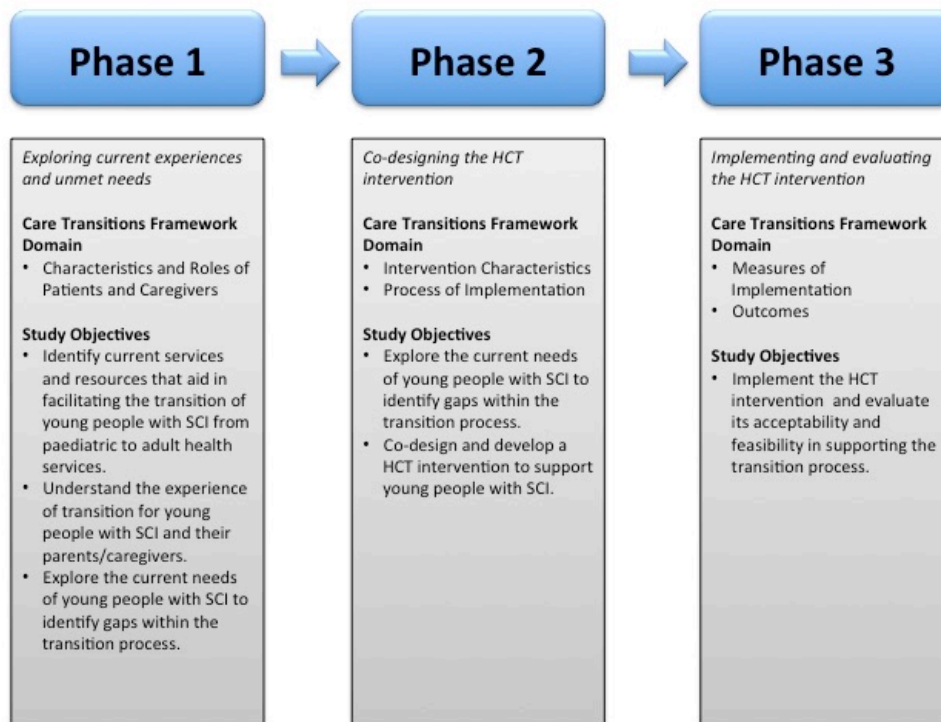 Phase 1
Phase 2
Phase 3
Exploring current experiences
and unmet needs
Care Transitions Framework
Domain
• Characteristics and Roles of
Patients and Caregivers
Study Objectives
• Identify current services
and resources that aid in
facilitating the transition of
young people with SCI from
paediatric to adult health
services.
• Understand the experience
of transition for young
people with SCI and their
parents/caregivers.
• Explore the current needs
of young people with SCI to
identify gaps within the
transition process.
Co-designing the HCT
intervention
Care Transitions Framework
Domain
• Intervention Characteristics
• Process of Implementation
Study Objectives
• Explore the current needs
of young people with SCI to
identify gaps within the
transition process.
• Co-design and develop a
HCT intervention to support
young people with SCI.
Implementing and evaluating
the HCT intervention
Care Transitions Framework
Domain
• Measures of
Implementation
• Outcomes
Study Objectives
• Implement the HCT
intervention and evaluate
its acceptability and
feasibility in supporting the
transition process.